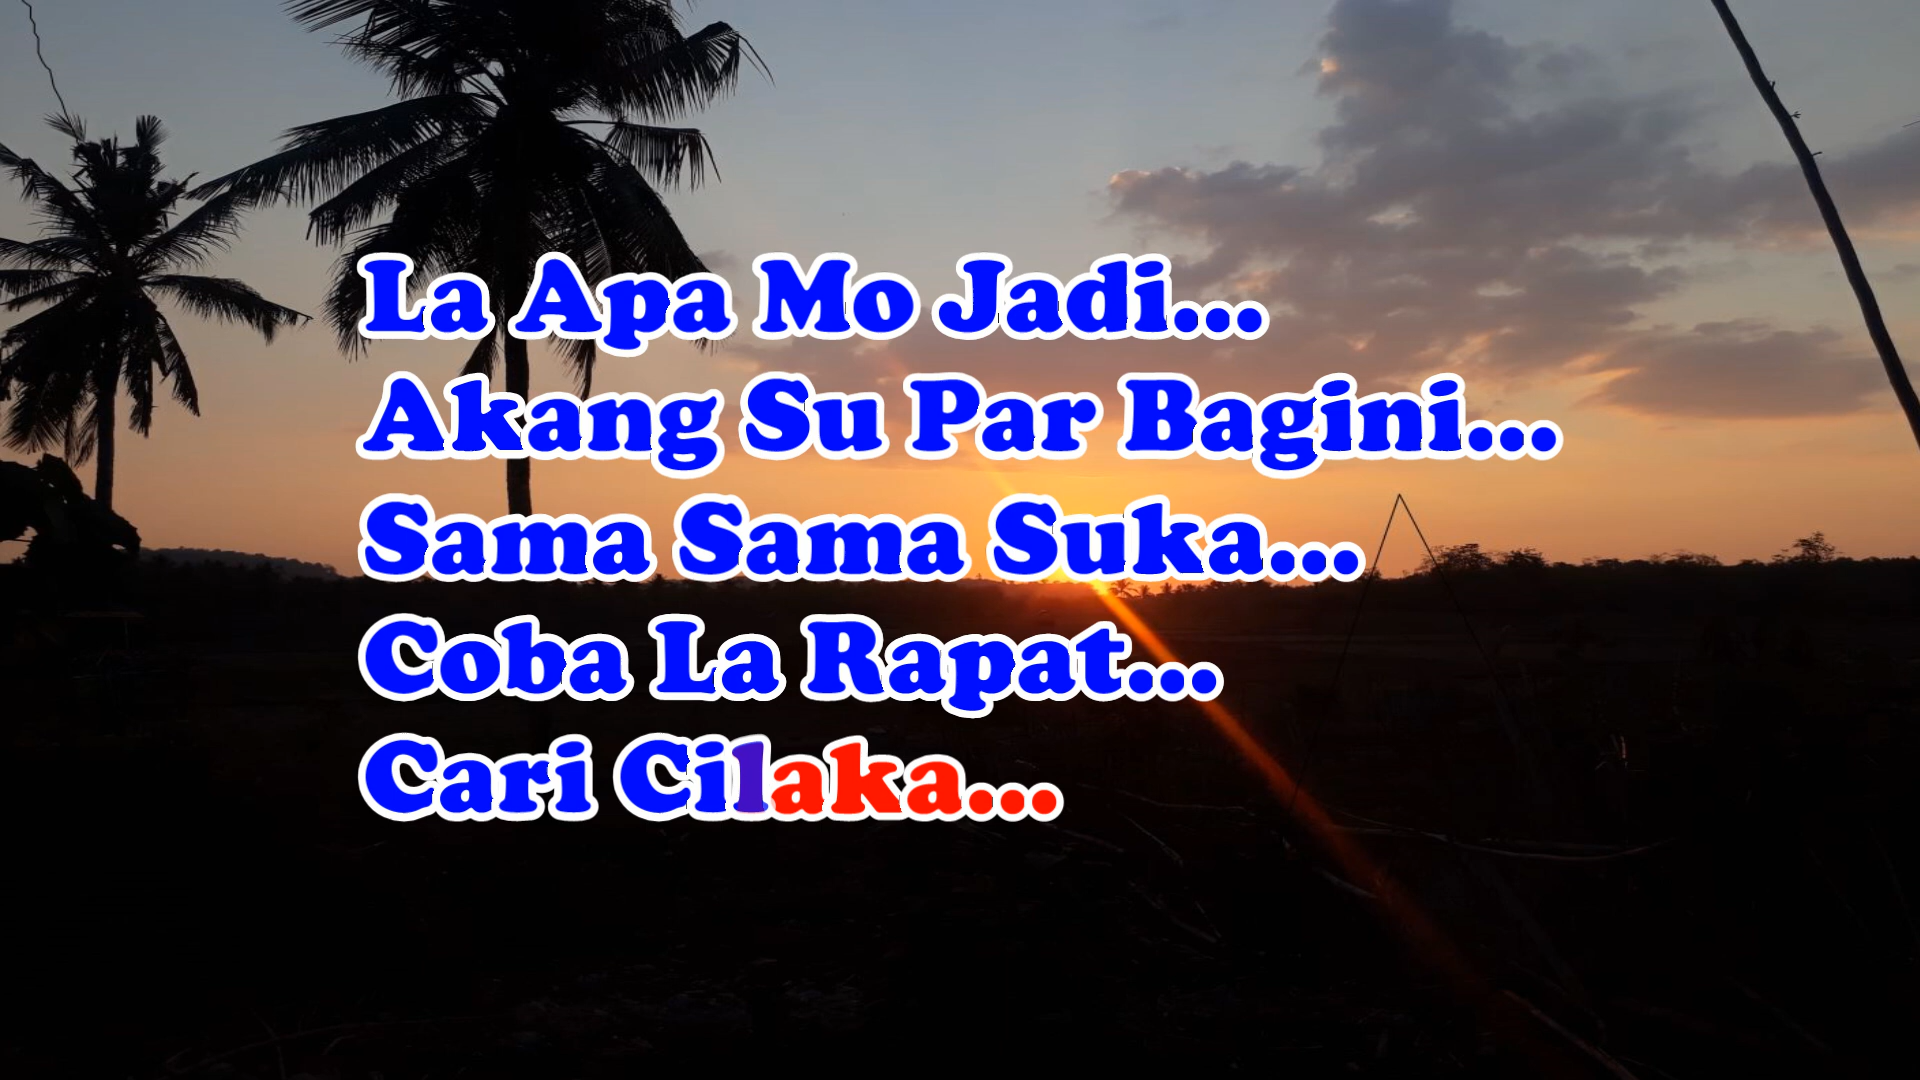 La Apa Mo Jadi...
Akang Su Par Bagini...
Sama Sama Suka...
Coba La Rapat...
Cari Cilaka...